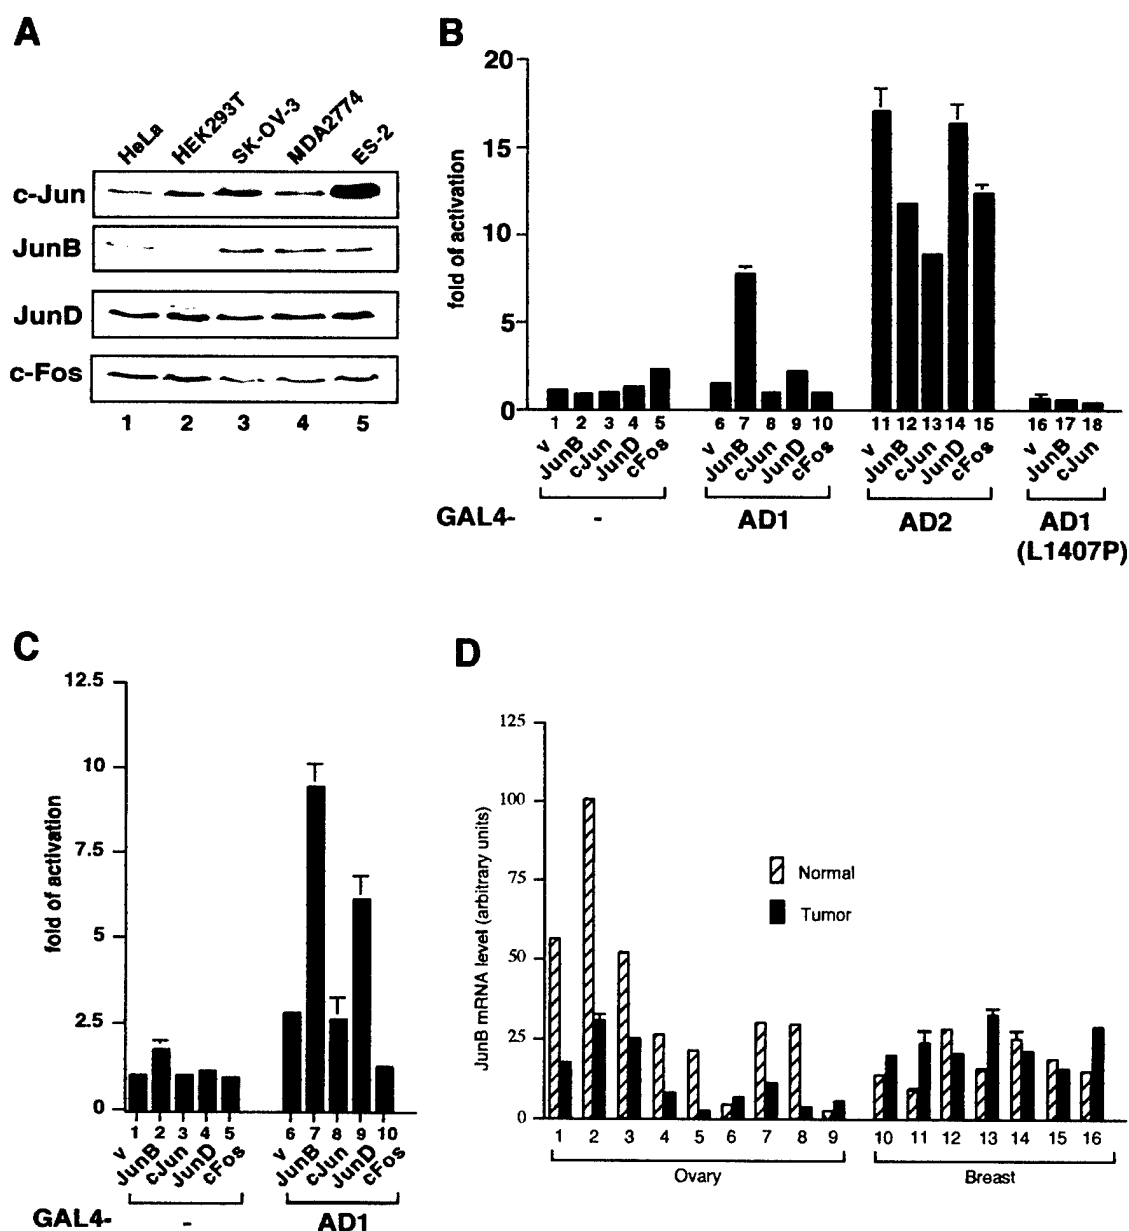 A
HeLa
HEK293T
SK-OV-3
MDA2774
ES-2
c-Jun
JunB
JunD
c-Fos
1 2 3 4 5
B
fold of activation
20
15
10
5
0
1 2 3 4 5 6 7 8 9 10 11 12 13 14 15 16 17 18
v JunB cJun JunD cFos v JunB cJun JunD cFos v JunB cJun JunD cFos v JunB cJun
GAL4- - AD1 AD2 AD1
(L1407P)
C
fold of activation
12.5
10
7.5
5
2.5
0
1 2 3 4 5 6 7 8 9 10
v JunB cJun JunD cFos v JunB cJun JunD cFos
GAL4- - AD1
D
JunB mRNA level (arbitrary units)
125
100
75
50
25
0
Normal
Tumor
1 2 3 4 5 6 7 8 9 10 11 12 13 14 15 16
Ovary Breast